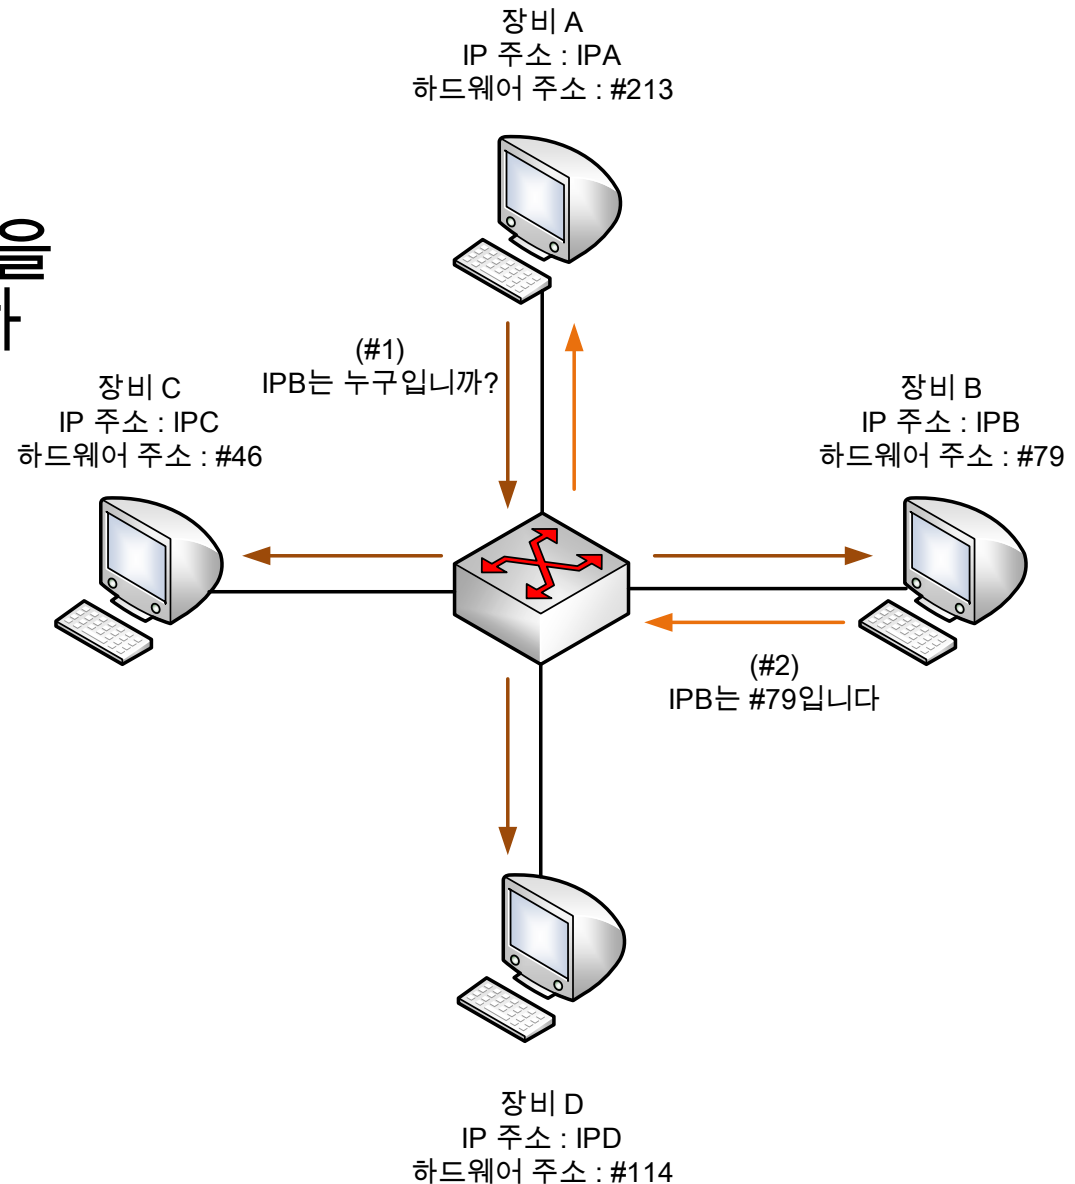 장비 A
IP 주소 : IPA
하드웨어 주소 : #213
을
(#1)
IPB는 누구입니까?
장비 C
IP 주소 : IPC
하드웨어 주소 : #46
장비 B
IP 주소 : IPB
하드웨어 주소 : #79
(#2)
IPB는 #79입니다
장비 D
IP 주소 : IPD
하드웨어 주소 : #114